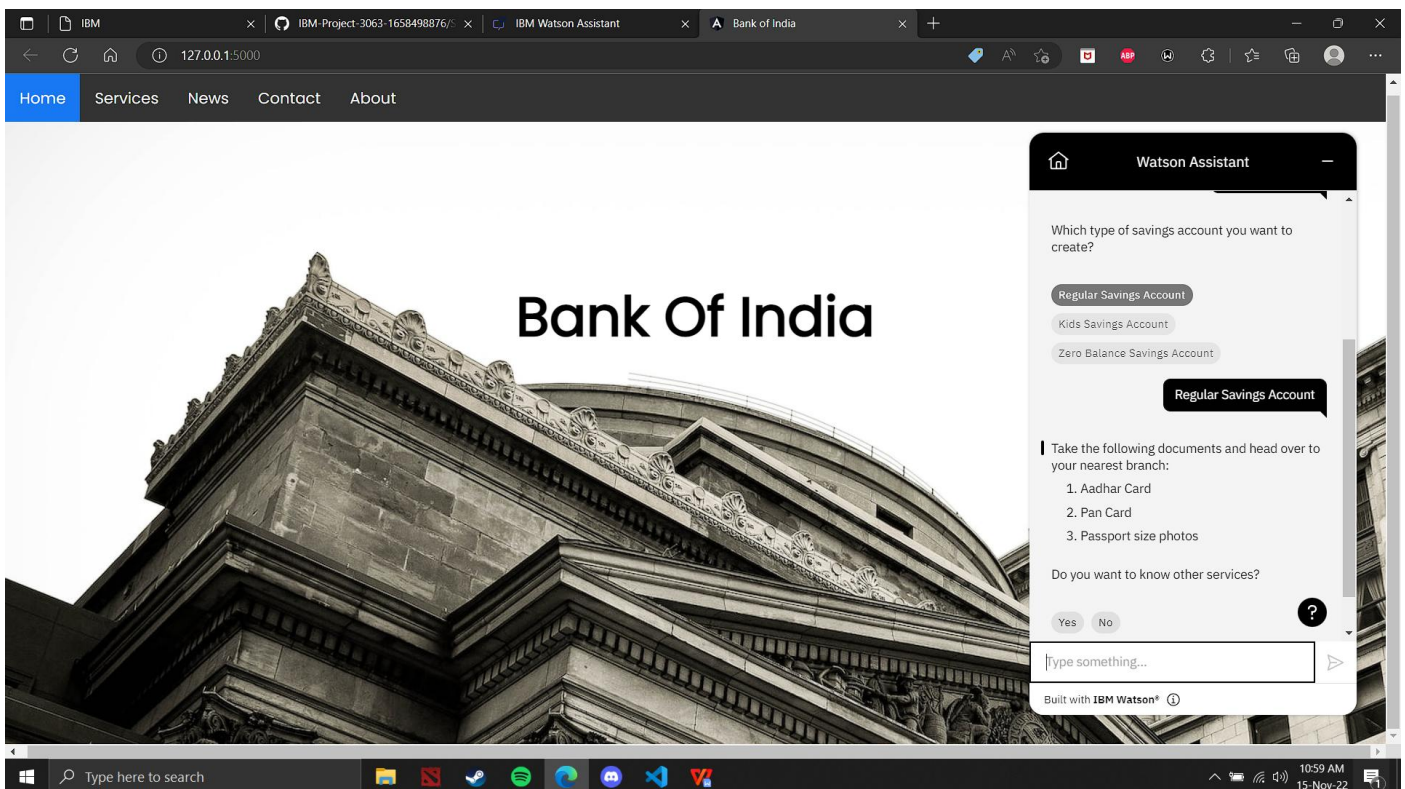 IBM
IBM-Project-3063-1658498876/S
IBM Watson Assistant
Bank of India
127.0.0.1:5000
ABP
Home Services News Contact About
Bank Of India
Watson Assistant
Which type of savings account you want to
create?
Regular Savings Account
Kids Savings Account
Zero Balance Savings Account
Regular Savings Account
Take the following documents and head over to
your nearest branch:
1. Aadhar Card
2. Pan Card
3. Passport size photos
Do you want to know other services?
Yes No
?
Type something...
Built with IBM Watson®
Type here to search
10:59 AM
15-Nov-22
1